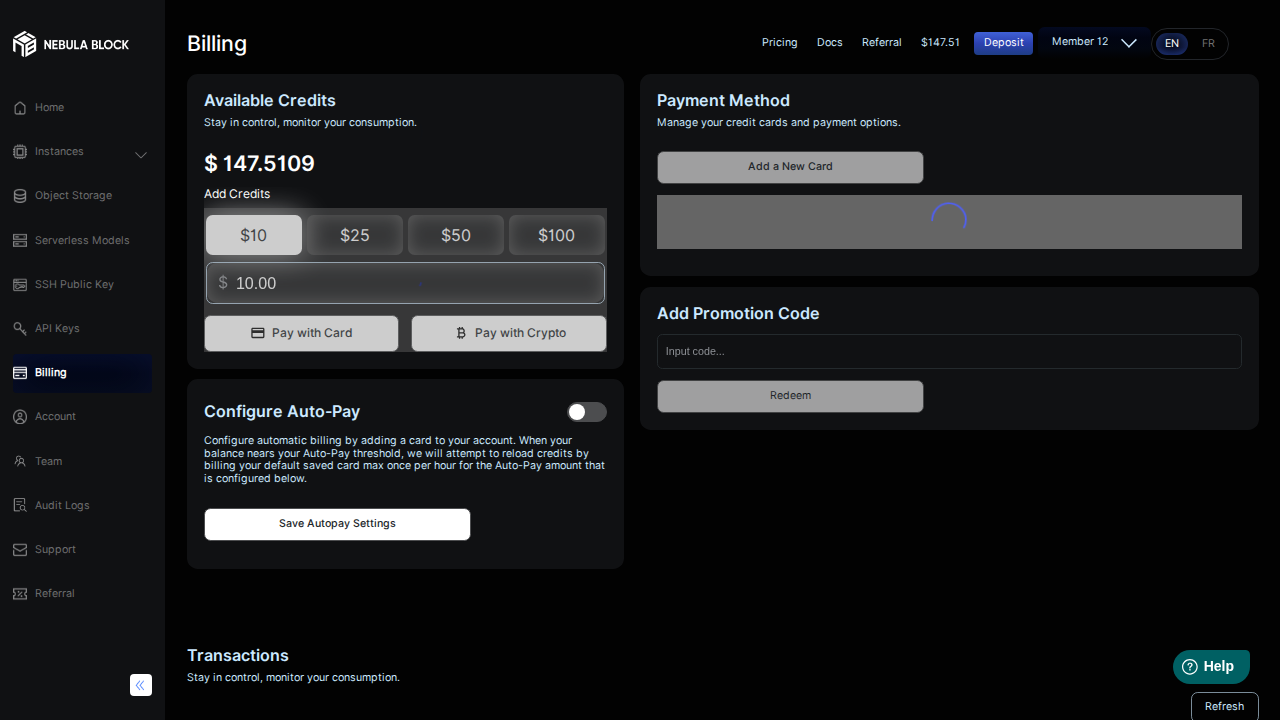 NEBULA BLOCK
Home
Instances
Object Storage
Serverless Models
SSH Public Key
API Keys
Billing
Account
Team
Audit Logs
Support
Referral
Billing
Pricing
Docs
Referral
$147.51
Deposit
Member 12
EN
FR
Available Credits
Stay in control, monitor your consumption.
$ 147.5109
Add Credits
$10
$25
$50
$100
$ 10.00
Pay with Card
Pay with Crypto
Configure Auto-Pay
Configure automatic billing by adding a card to your account. When your
balance nears your Auto-Pay threshold, we will attempt to reload credits by
billing your default saved card max once per hour for the Auto-Pay amount that
is configured below.
Save Autopay Settings
Payment Method
Manage your credit cards and payment options.
Add a New Card
Add Promotion Code
Input code...
Redeem
Transactions
Stay in control, monitor your consumption.
Help
Refresh